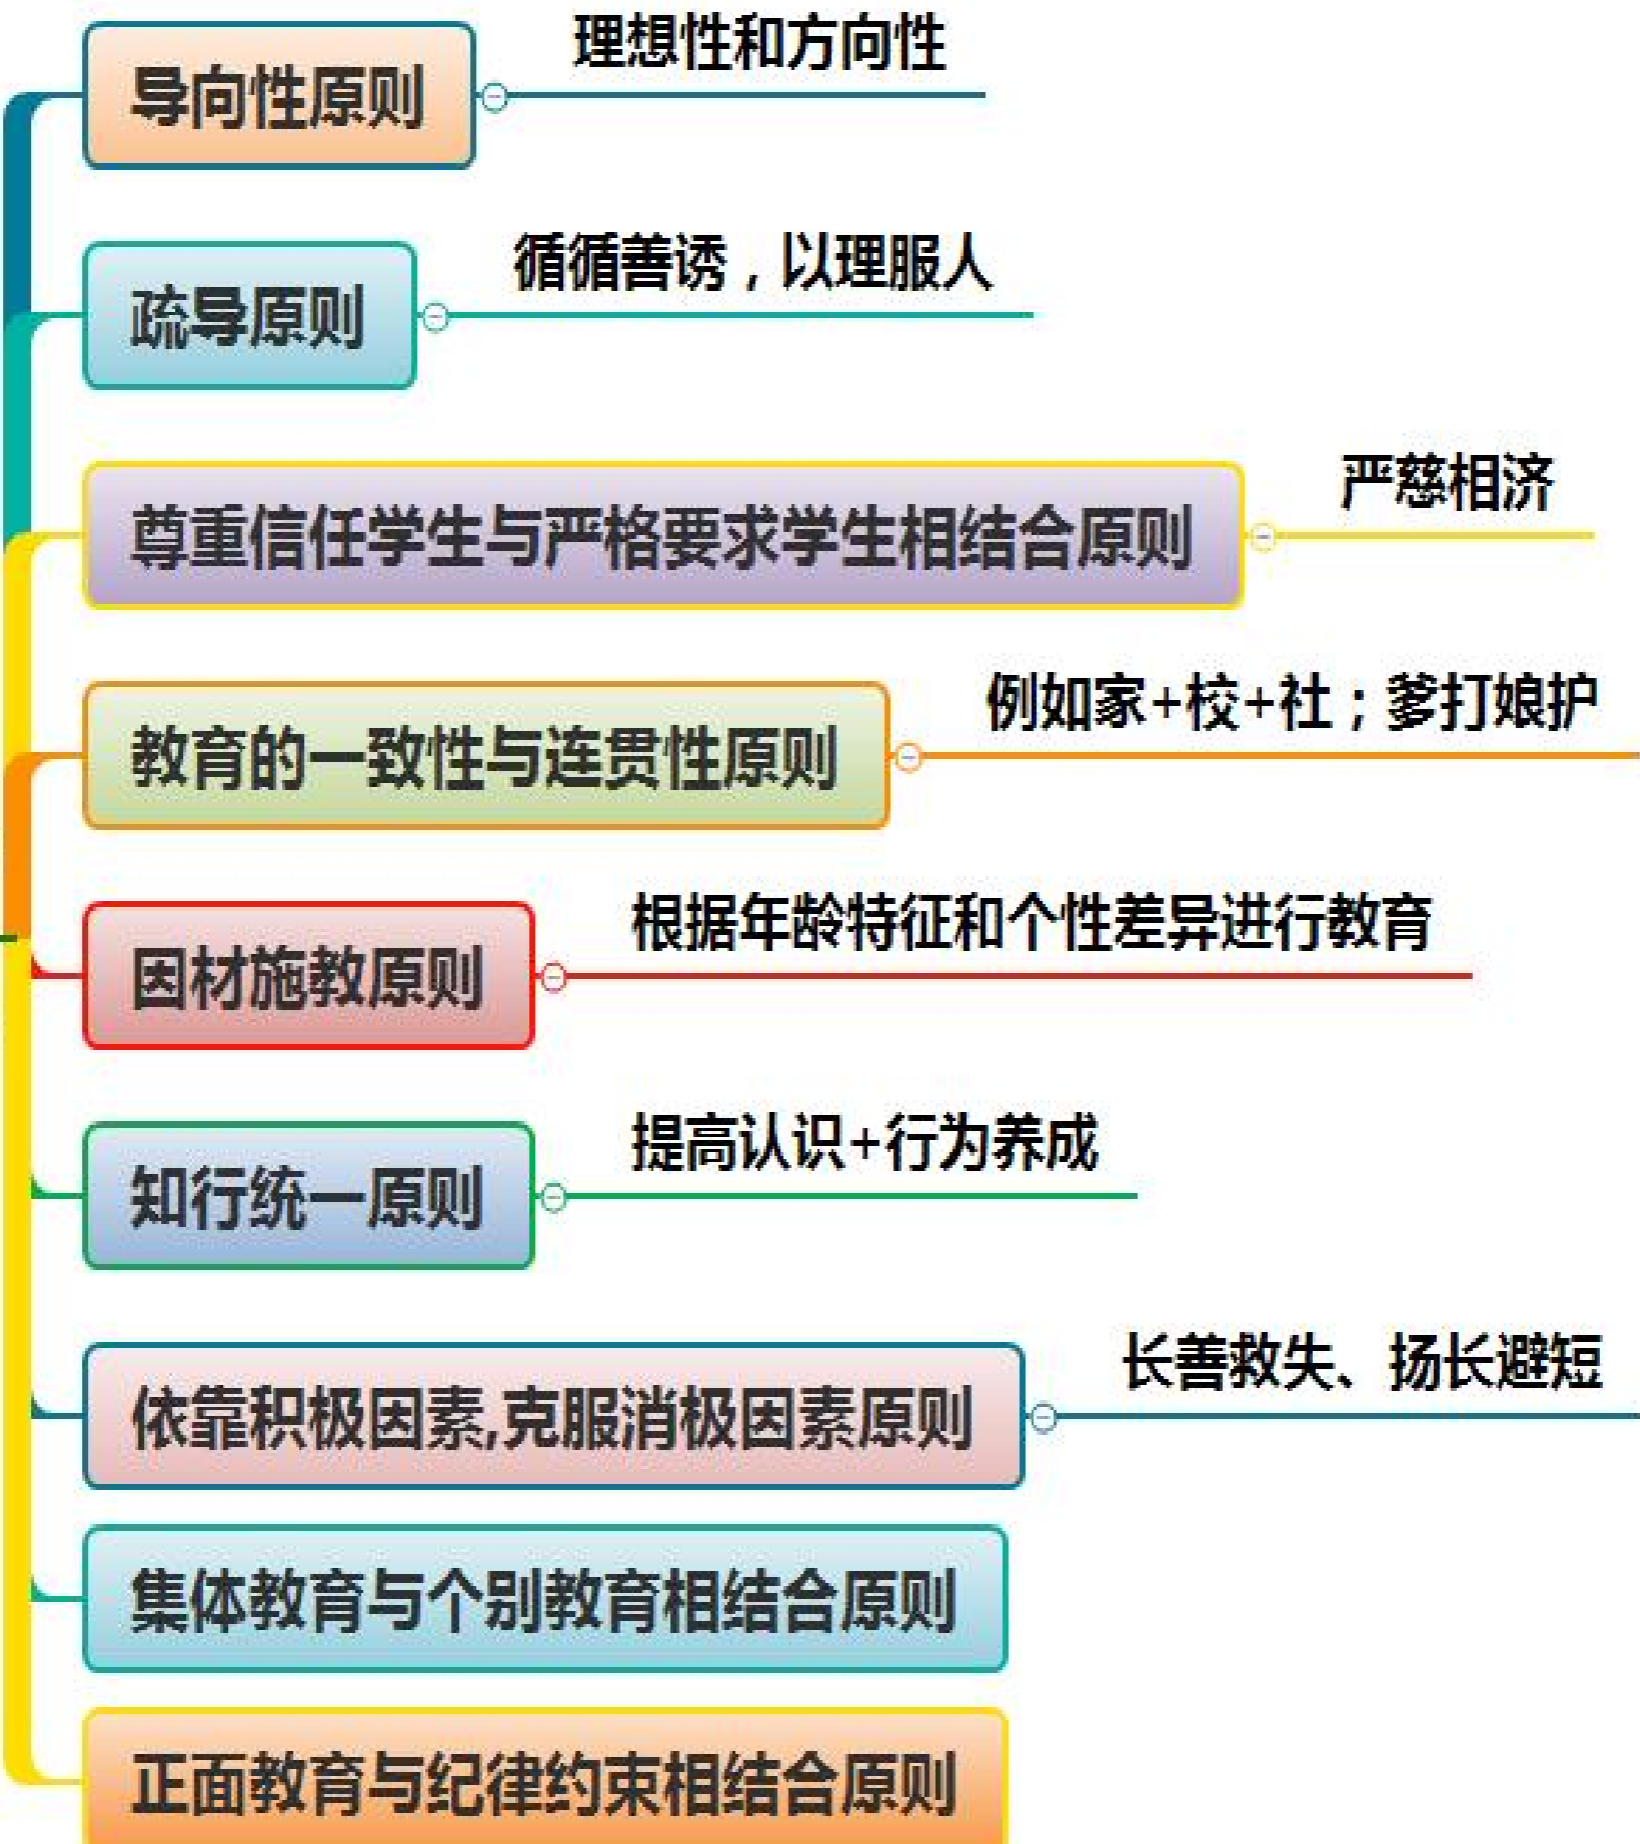 理想性和方向性
导向性原则
循循善诱，以理服人
疏导原则
严慈相济
尊重信任学生与严格要求学生相结合原则
例如家+校+社；爹打娘护
教育的一致性与连贯性原则
根据年龄特征和个性差异进行教育
因材施教原则
提高认识+行为养成
知行统一原则
长善救失、扬长避短
依靠积极因素,克服消极因素原则
集体教育与个别教育相结合原则
正面教育与纪律约束相结合原则